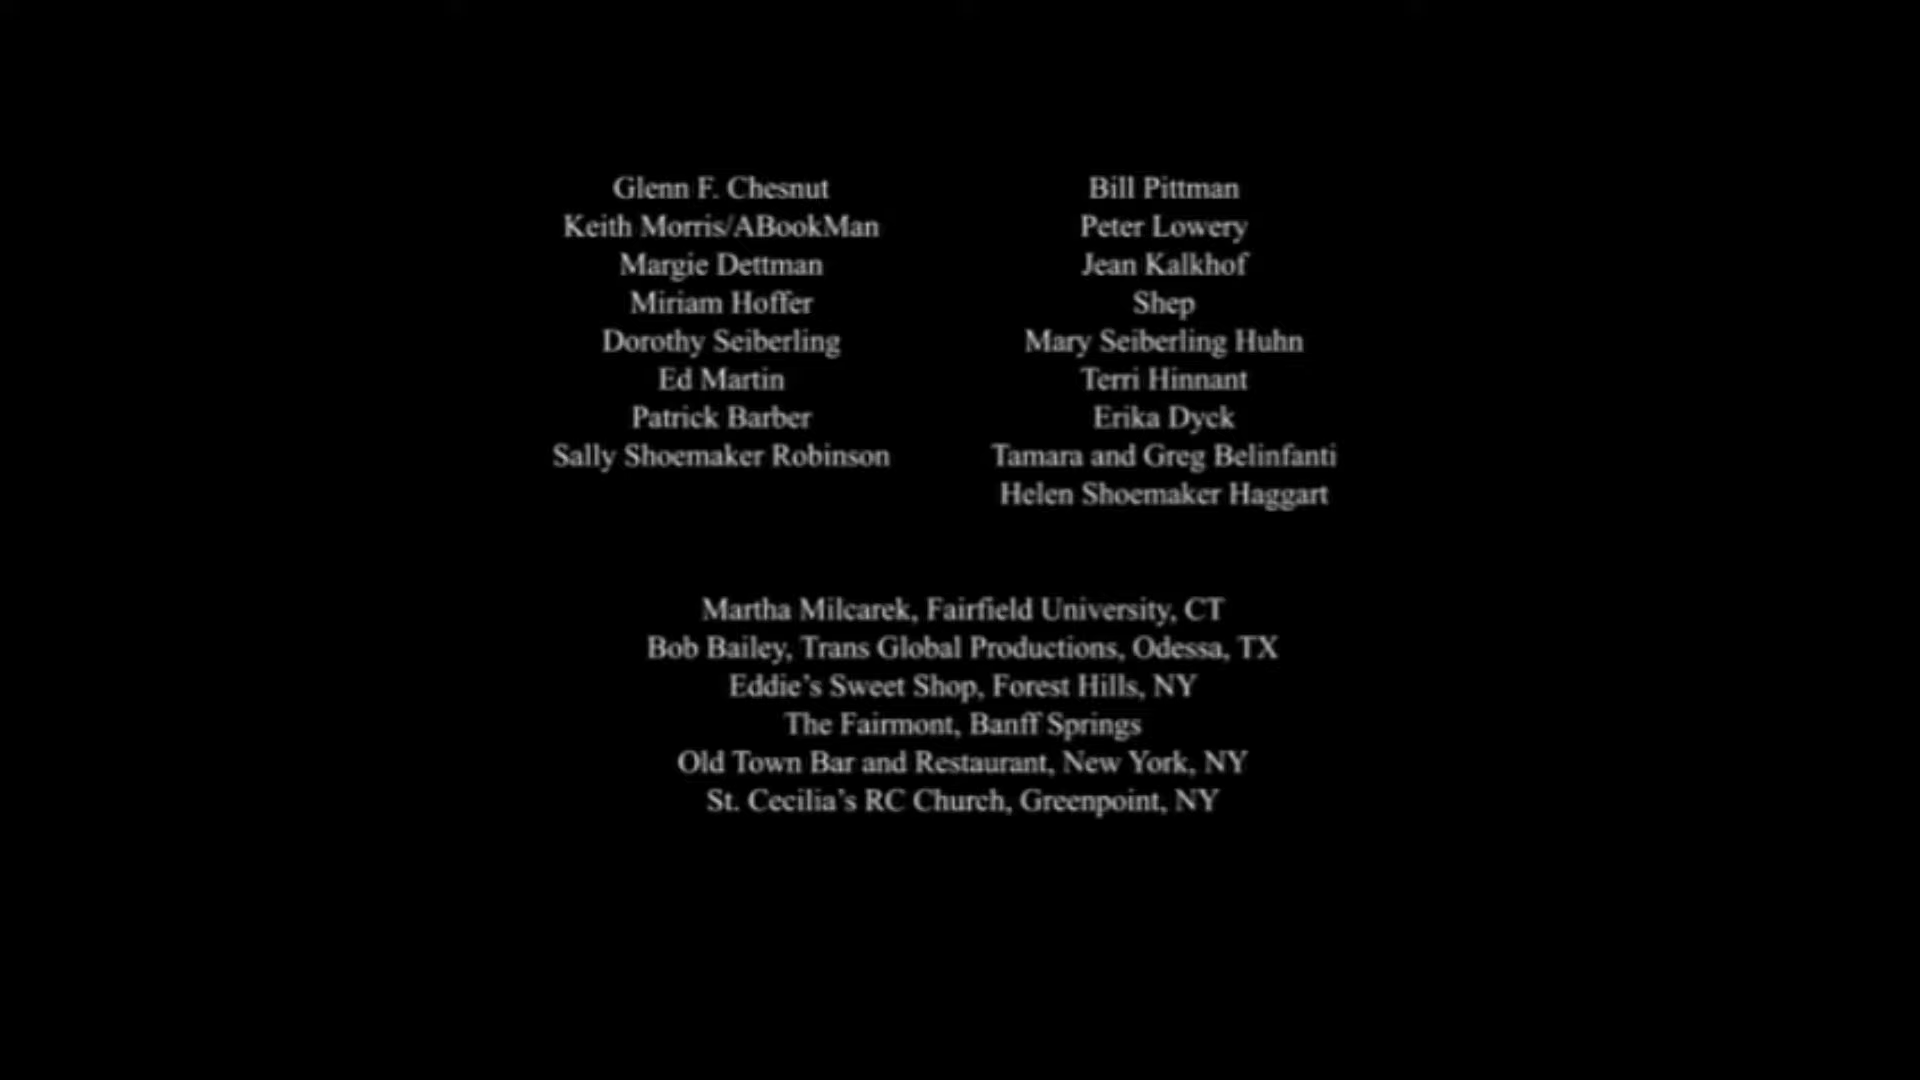 Glenn F. Chesnut
Keith Morris/ABookMan
Margie Dettman
Miriam Hoffer
Dorothy Seiberling
Ed Martin
Patrick Barber
Sally Shoemaker Robinson
Bill Pittman
Peter Lowery
Jean Kalkhof
Shep
Mary Seiberling Huhn
Terri Hinnant
Erika Dyck
Tamara and Greg Belinfanti
Helen Shoemaker Haggart
Martha Milcarek, Fairfield University, CT
Bob Bailey, Trans Global Productions, Odessa, TX
Eddie’s Sweet Shop, Forest Hills, NY
The Fairmont, Banff Springs
Old Town Bar and Restaurant, New York, NY
St. Cecilia’s RC Church, Greenpoint, NY